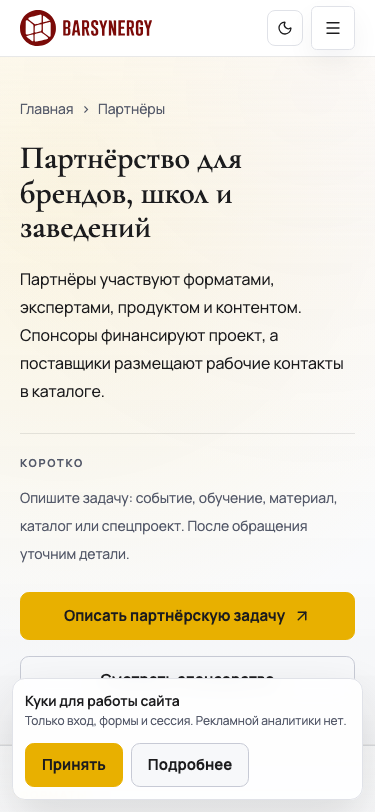 BARSYNERGY
Главная > Партнёры
Партнёрство для
брендов, школ и
заведений
Партнёры участвуют форматами,
экспертами, продуктом и контентом.
Спонсоры финансируют проект, а
поставщики размещают рабочие контакты
в каталоге.
КОРОТКО
Опишите задачу: событие, обучение, материал,
каталог или спецпроект. После обращения
уточним детали.
Описать партнёрскую задачу
Куки для работы сайта
Только вход, формы и сессия. Рекламной аналитики нет.
Принять
Подробнее